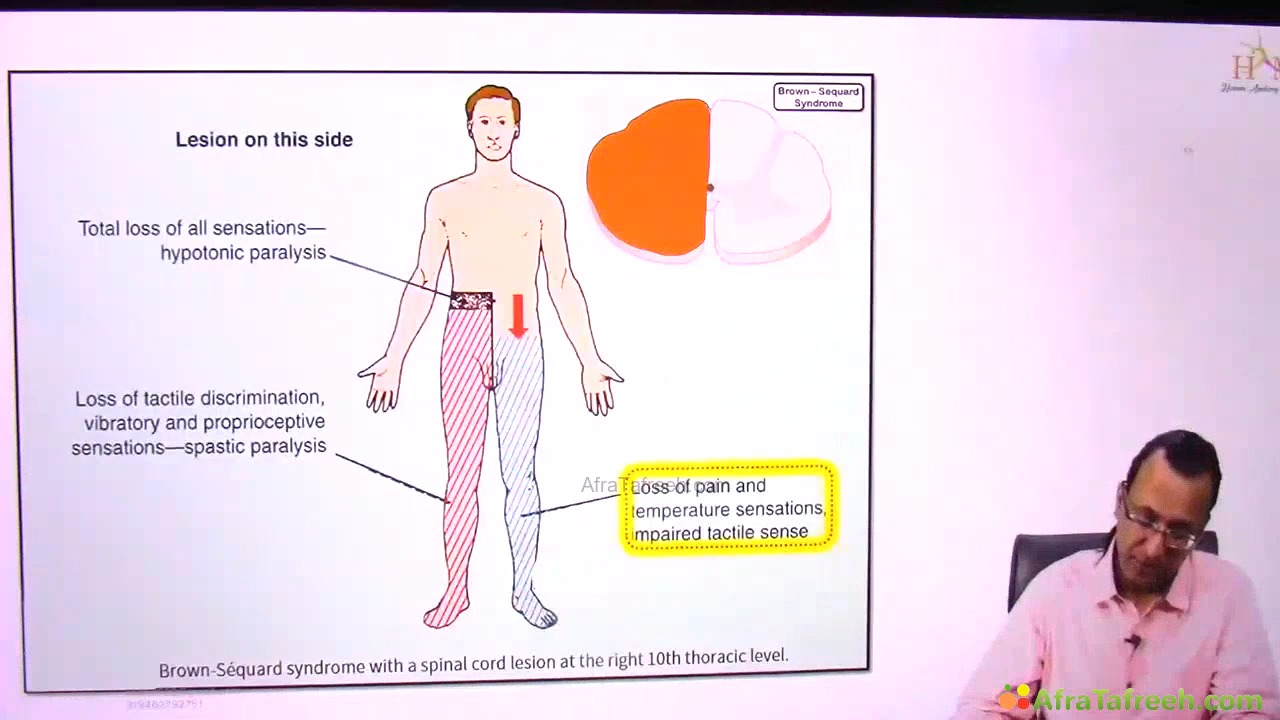 Brown – Sequard
Syndrome
Lesion on this side
Total loss of all sensations—
hypotonic paralysis
Loss of tactile discrimination,
vibratory and proprioceptive
sensations—spastic paralysis
Loss of pain and
temperature sensations,
impaired tactile sense
Brown-Séquard syndrome with a spinal cord lesion at the right 10th thoracic level.
AfraTafreeh.com